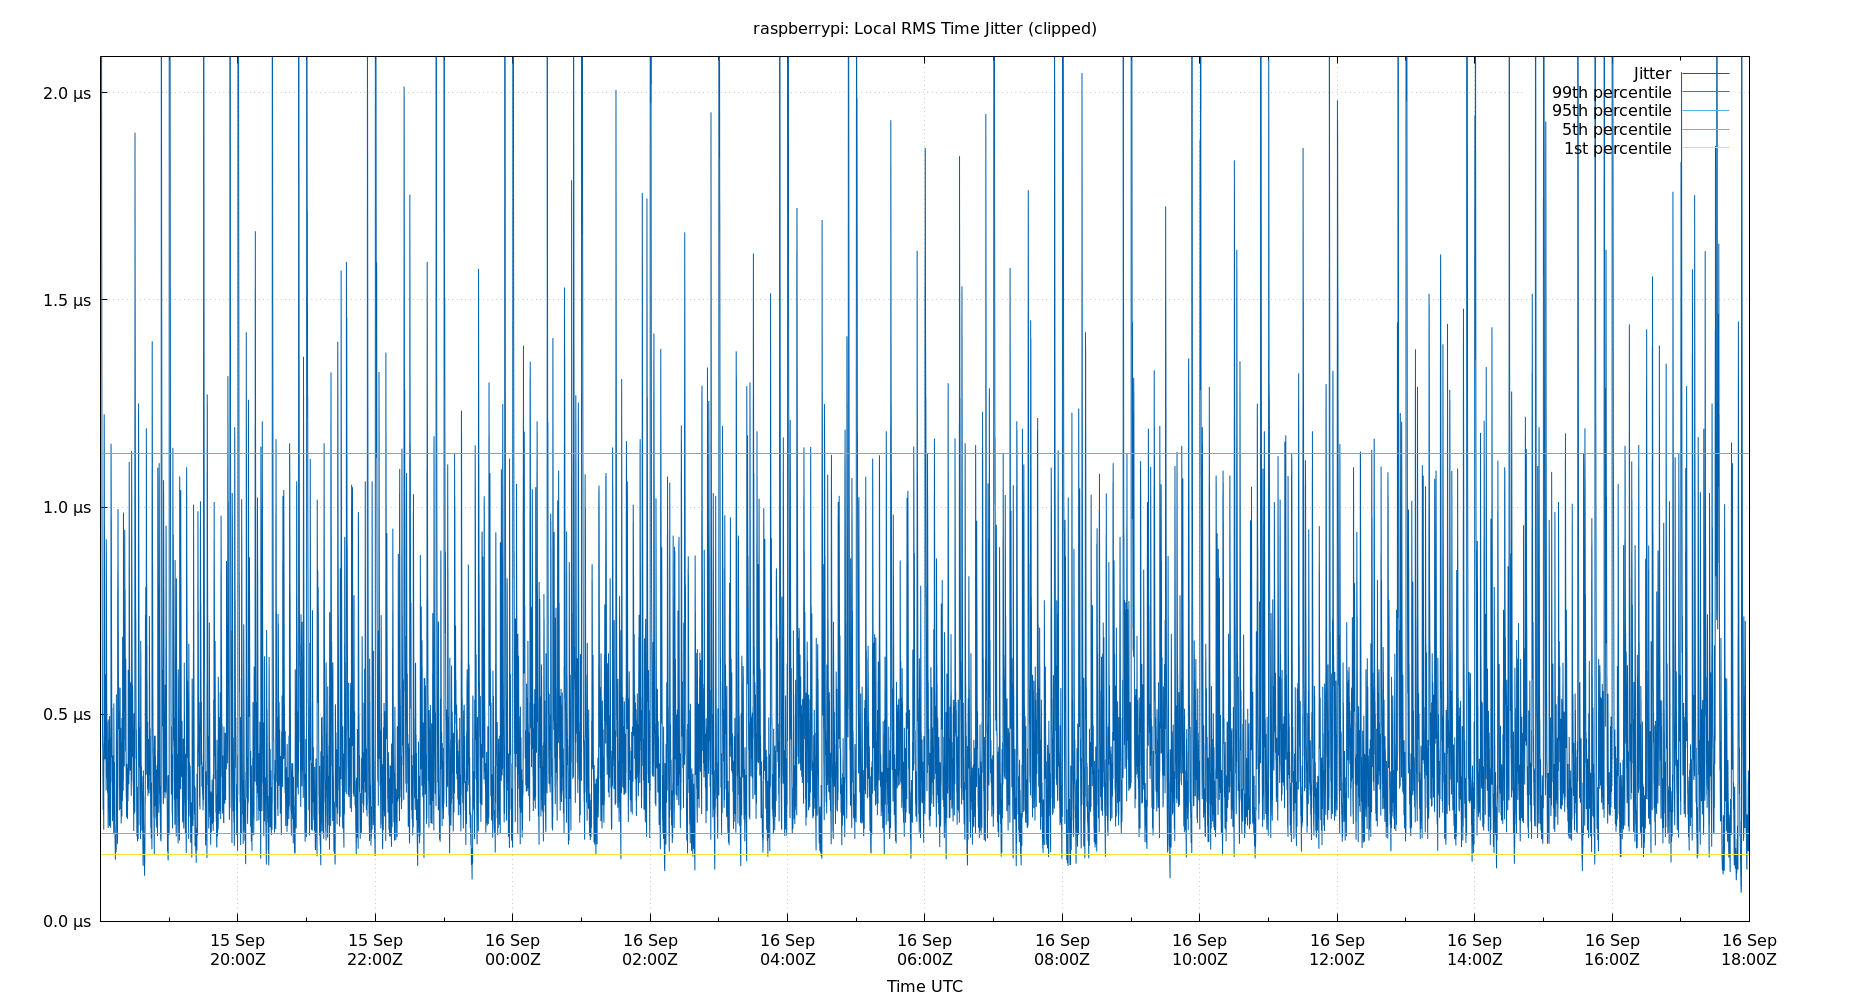 raspberrypi: Local RMS Time Jitter (clipped)
Jitter
99th percentile
95th percentile
5th percentile
1st percentile
2.0 µs
1.5 µs
1.0 µs
0.5 µs
0.0 µs
15 Sep 15 Sep 16 Sep 16 Sep 16 Sep 16 Sep 16 Sep 16 Sep 16 Sep 16 Sep 16 Sep 16 Sep
20:00Z 22:00Z 00:00Z 02:00Z 04:00Z 06:00Z 08:00Z 10:00Z 12:00Z 14:00Z 16:00Z 18:00Z
Time UTC